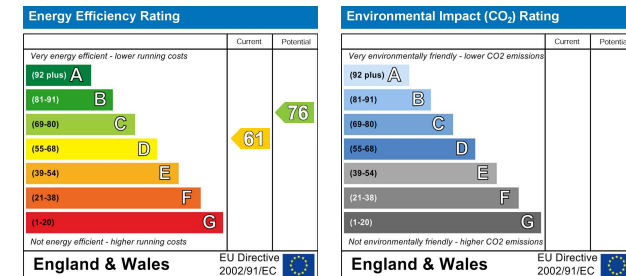 Energy Efficiency Rating
Current Potential
Very energy efficient - lower running costs
(92 plus) A
(81-91) B
(69-80) C
(55-68) D
(39-54) E
(21-38) F
(1-20) G
61
76
Not energy efficient - higher running costs
England & Wales
EU Directive
2002/91/EC
Environmental Impact (CO₂) Rating
Current Potential
Very environmentally friendly - lower CO2 emissions
(92 plus) A
(81-91) B
(69-80) C
(55-68) D
(39-54) E
(21-38) F
(1-20) G
Not environmentally friendly - higher CO2 emissions
England & Wales
EU Directive
2002/91/EC